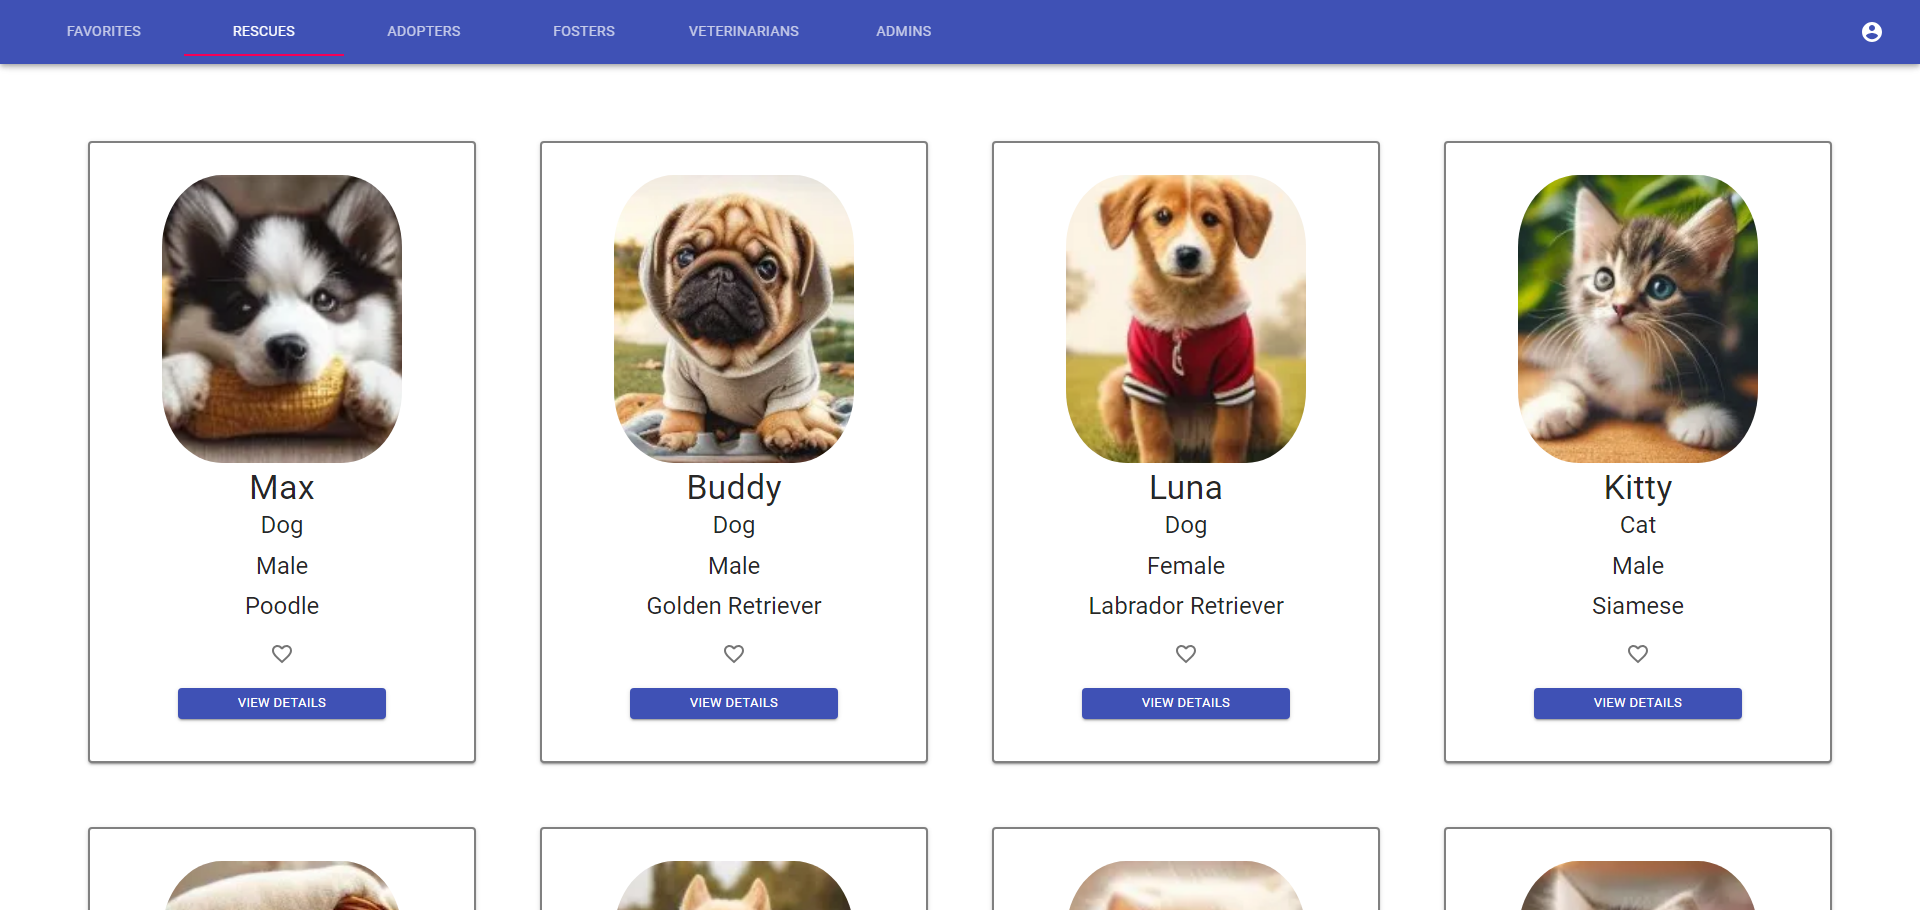 FAVORITES
RESCUES
ADOPTERS
FOSTERS
VETERINARIANS
ADMINS
Max
Dog
Male
Poodle
VIEW DETAILS
Buddy
Dog
Male
Golden Retriever
VIEW DETAILS
Luna
Dog
Female
Labrador Retriever
VIEW DETAILS
Kitty
Cat
Male
Siamese
VIEW DETAILS